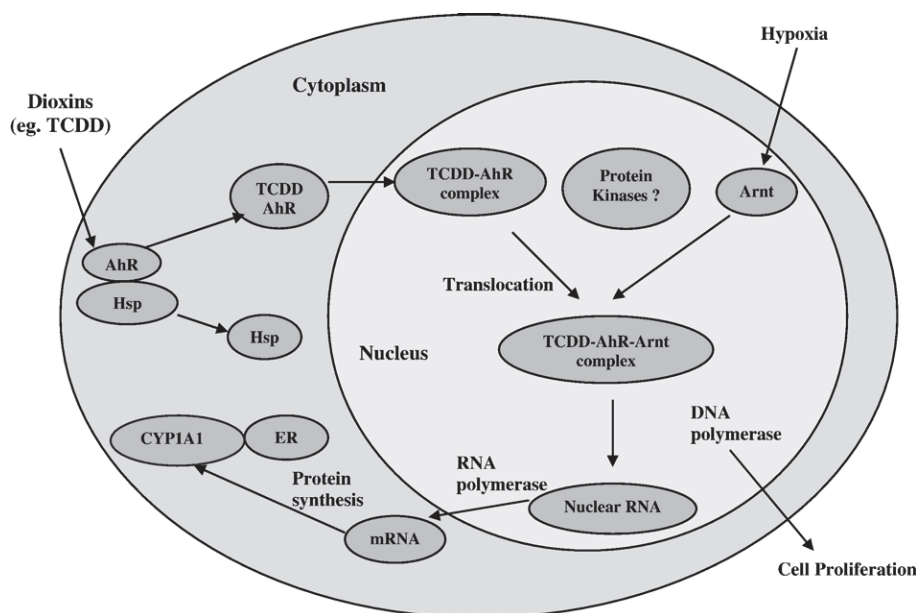 Hypoxia
Cytoplasm
Dioxins
(eg. TCDD)
TCDD
AhR
TCDD-AhR
complex
Protein
Kinases ?
Arnt
AhR
Hsp
Hsp
Translocation
Nucleus
TCDD-AhR-Arnt
complex
CYP1A1
ER
Protein
synthesis
mRNA
RNA
polymerase
Nuclear RNA
DNA
polymerase
Cell Proliferation